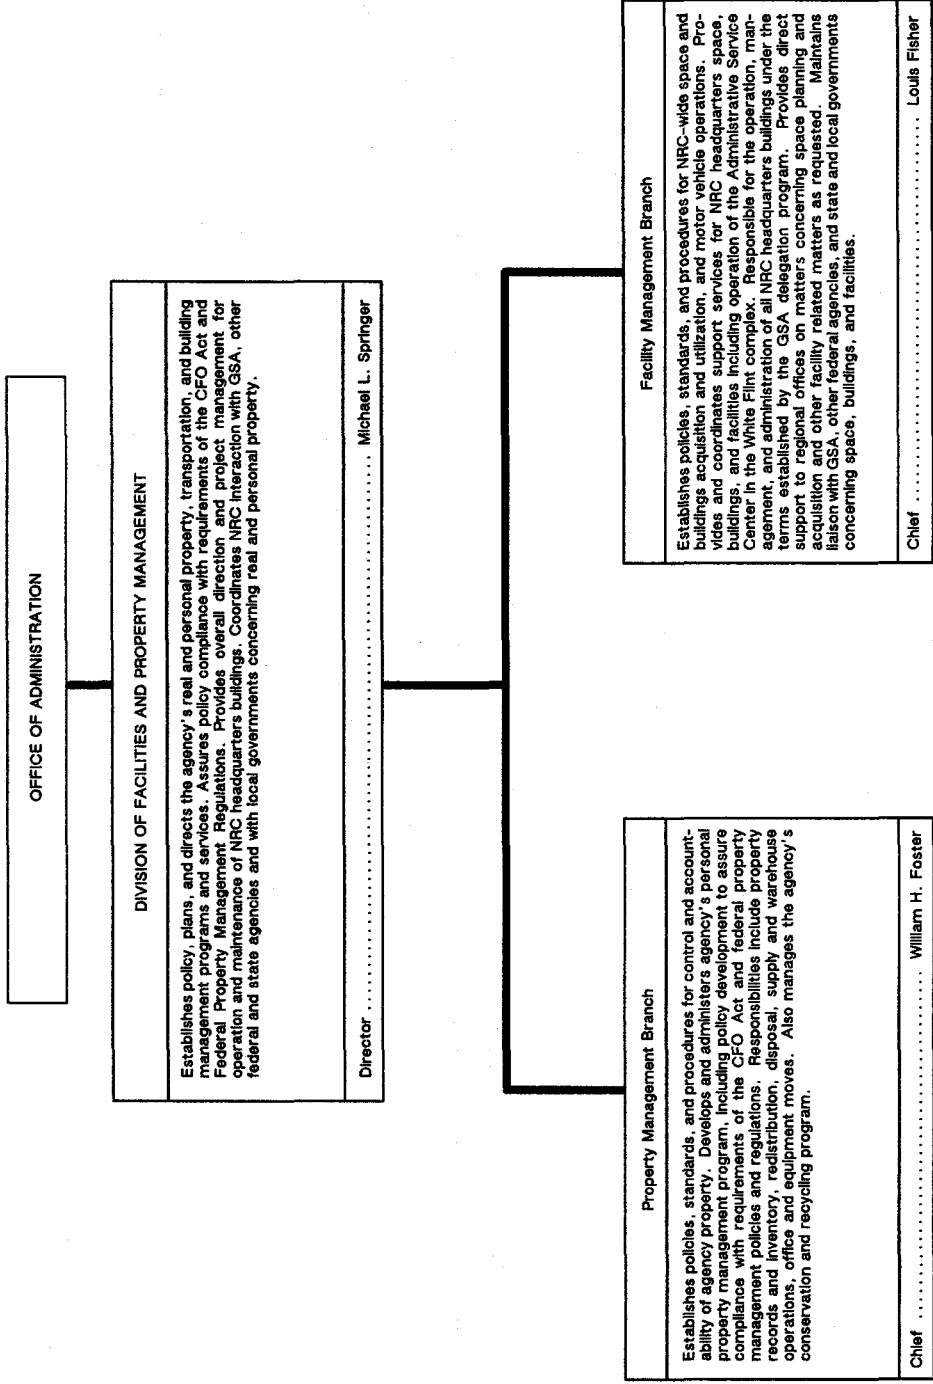 OFFICE OF ADMINISTRATION
DIVISION OF FACILITIES AND PROPERTY MANAGEMENT
Establishes policy, plans, and directs the agency's real and personal property, transportation, and building
management programs and services. Assures policy compliance with requirements of the CFO Act and
Federal Property Management Regulations. Provides overall direction and project management for
operation and maintenance of NRC headquarters buildings. Coordinates NRC interaction with GSA, other
federal and state agencies and with local governments concerning real and personal property.
Director ........................................ Michael L. Springer
Property Management Branch
Establishes policies, standards, and procedures for control and account-
ability of agency property. Develops and administers agency's personal
property management program, including policy development to assure
compliance with requirements of the CFO Act and federal property
management policies and regulations. Responsibilities include property
records and inventory, redistribution, disposal, supply and warehouse
operations, office and equipment moves. Also manages the agency's
conservation and recycling program.
Chief ........................................ William H. Foster
Facility Management Branch
Establishes policies, standards, and procedures for NRC-wide space and
buildings acquisition and utilization, and motor vehicle operations. Pro-
vides and coordinates support services for NRC headquarters space,
buildings, and facilities including operation of the Administrative Service
Center in the White Flint complex. Responsible for the operation, man-
agement, and administration of all NRC headquarters buildings under the
terms established by the GSA delegation program. Provides direct
support to regional offices on matters concerning space planning and
acquisition and other facility related matters as requested. Maintains
liaison with GSA, other federal agencies, and state and local governments
concerning space, buildings, and facilities.
Chief ........................................ Louis Fisher